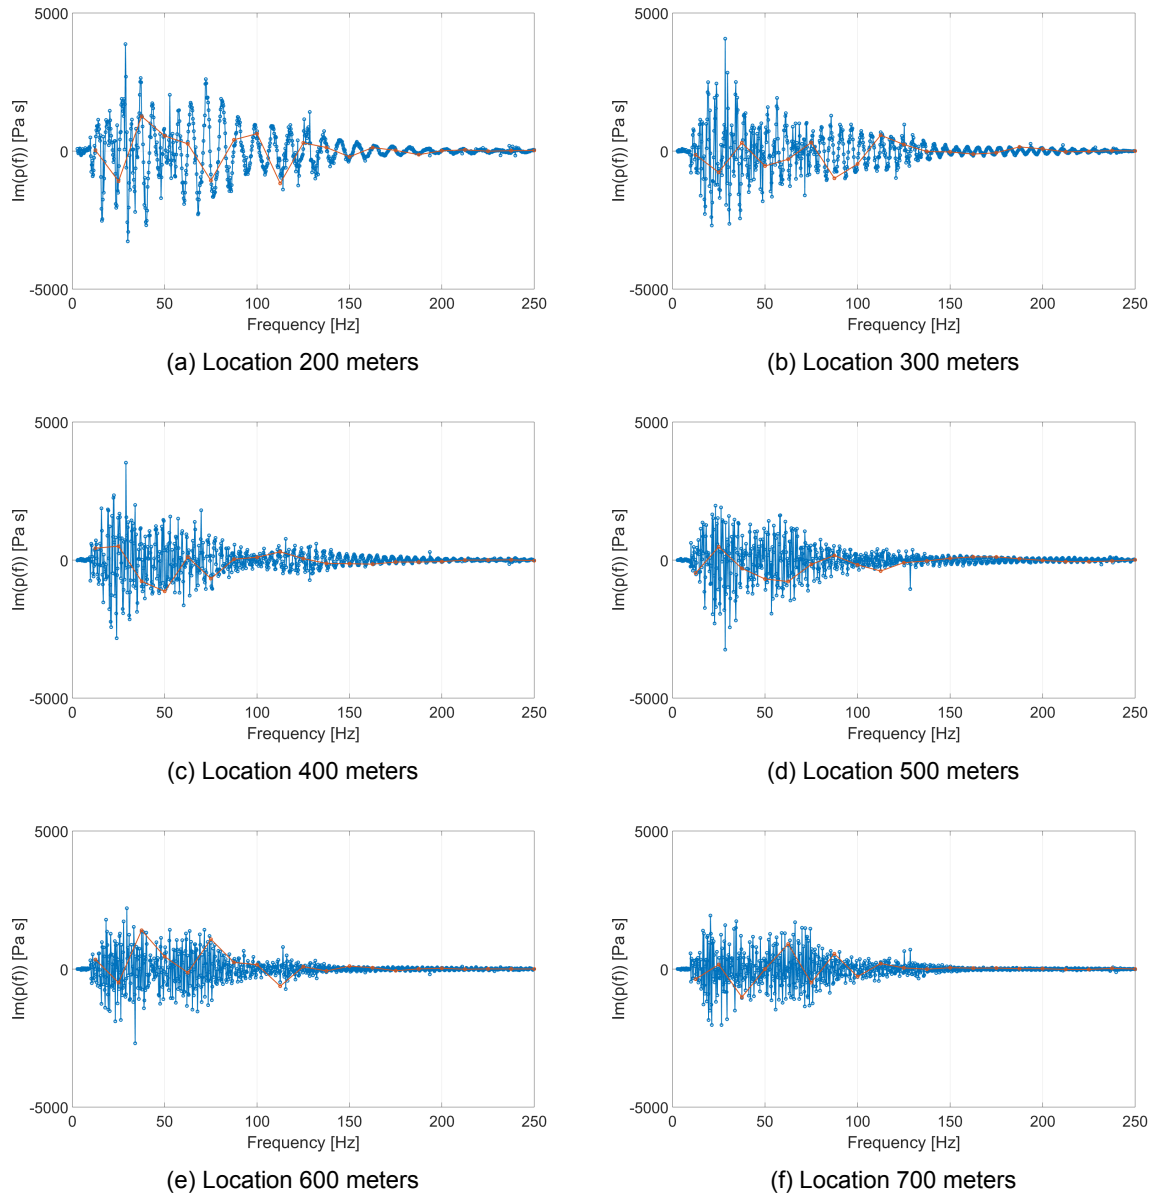 5000
0
-5000
Im(p(f)) [Pa s]
0 50 100 150 200 250
Frequency [Hz]
(a) Location 200 meters
5000
0
-5000
Im(p(f)) [Pa s]
0 50 100 150 200 250
Frequency [Hz]
(b) Location 300 meters
5000
0
-5000
Im(p(f)) [Pa s]
0 50 100 150 200 250
Frequency [Hz]
(c) Location 400 meters
5000
0
-5000
Im(p(f)) [Pa s]
0 50 100 150 200 250
Frequency [Hz]
(d) Location 500 meters
5000
0
-5000
Im(p(f)) [Pa s]
0 50 100 150 200 250
Frequency [Hz]
(e) Location 600 meters
5000
0
-5000
Im(p(f)) [Pa s]
0 50 100 150 200 250
Frequency [Hz]
(f) Location 700 meters